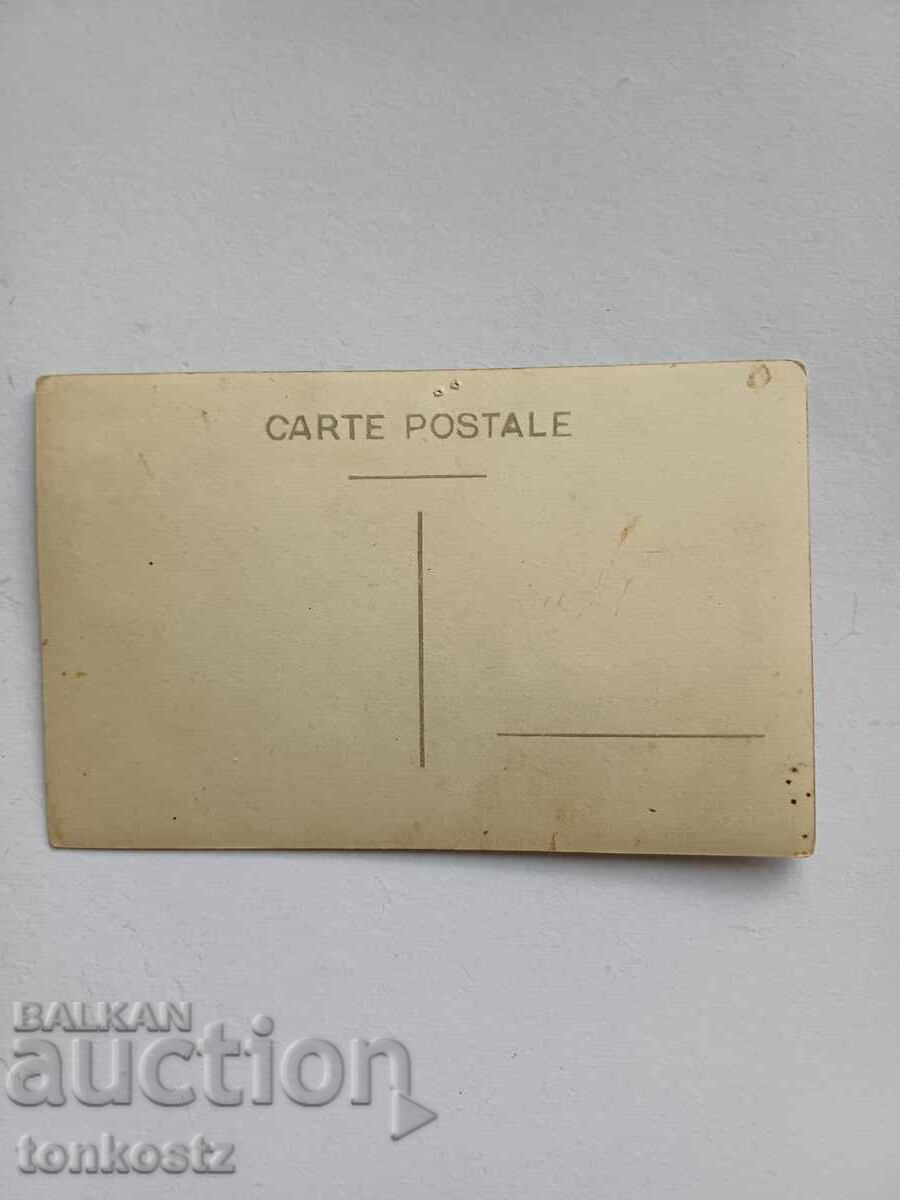 CARTE POSTALE
BALKAN
auction
tonkostz